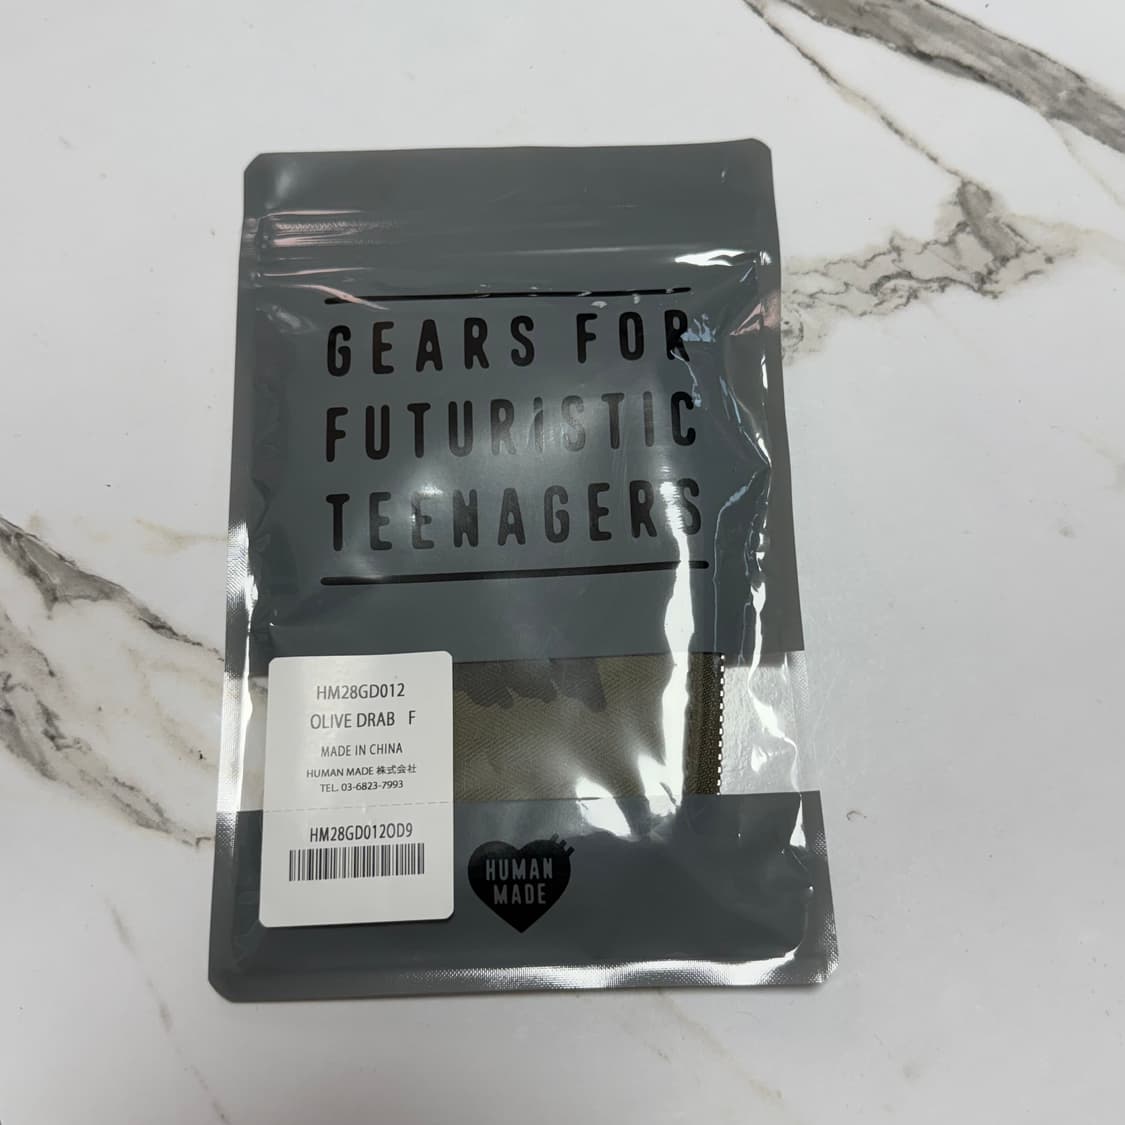 GEARS FOR
FUTURISTIC
TEENAGERS
HM28GD012
OLIVE DRAB F
MADE IN CHINA
HUMAN MADE 株式会社
TEL. 03-6823-7993
HM28GD012OD9
HUMAN
MADE